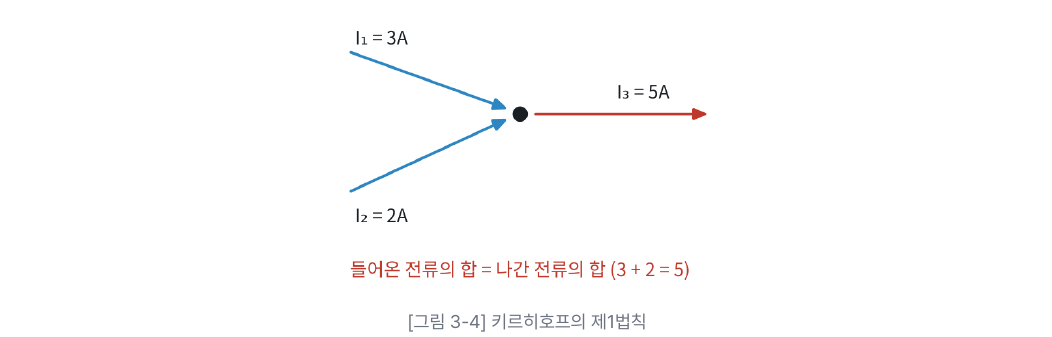 I₁ = 3A
I₃ = 5A
I₂ = 2A
들어온 전류의 합 = 나간 전류의 합 (3 + 2 = 5)
[그림 3-4] 키르히호프의 제1법칙